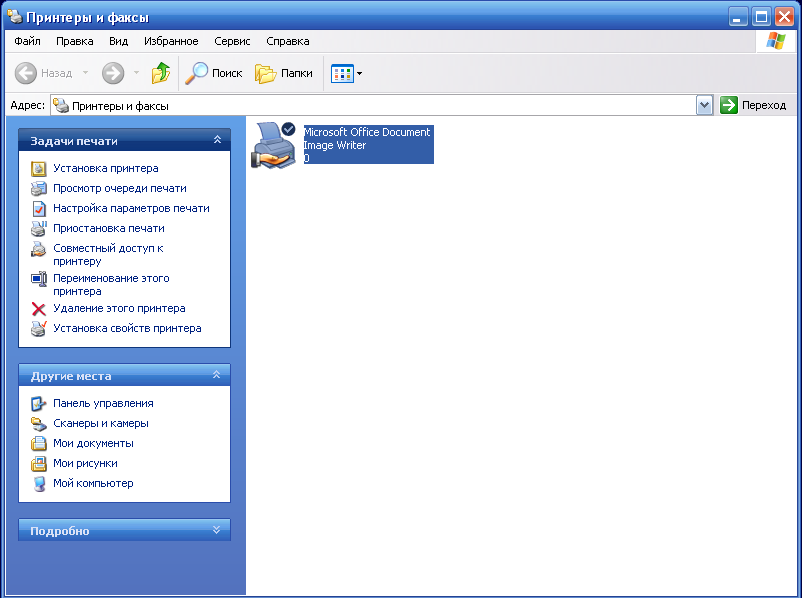 Принтеры и факсы
Файл Правка Вид Избранное Сервис Справка
Назад Поиск Папки
Адрес: Принтеры и факсы Переход
Задачи печати
Установка принтера
Просмотр очереди печати
Настройка параметров печати
Приостановка печати
Совместный доступ к
принтеру
Переименование этого
принтера
Удаление этого принтера
Установка свойств принтера
Другие места
Панель управления
Сканеры и камеры
Мои документы
Мои рисунки
Мой компьютер
Подробно
Microsoft Office Document
Image Writer
0